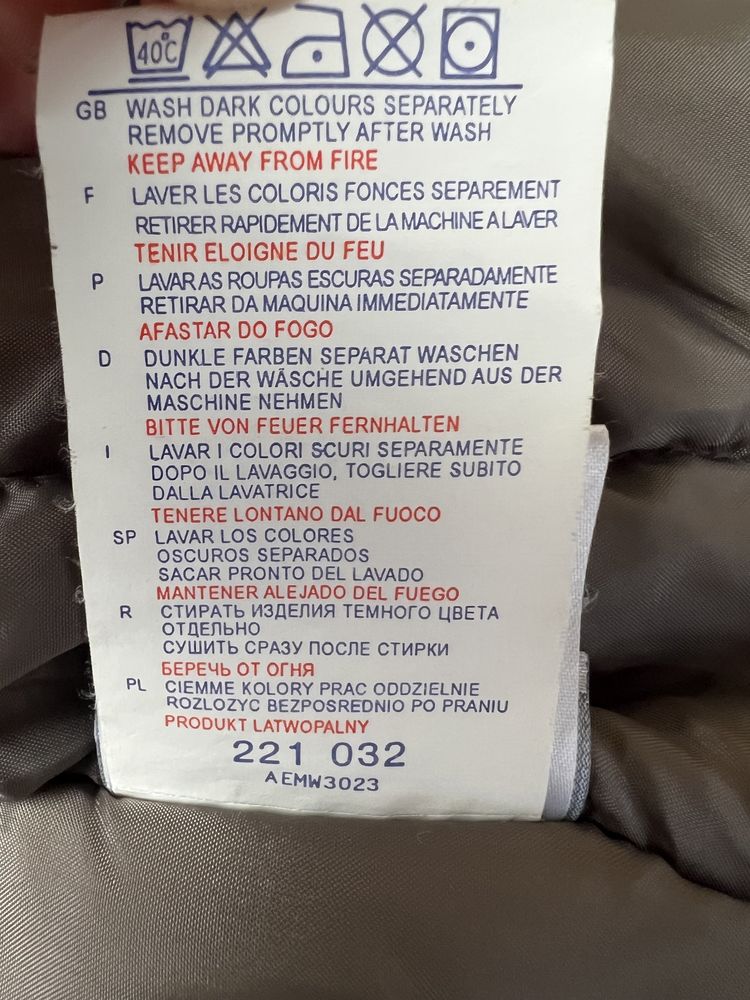 40°C
GB WASH DARK COLOURS SEPARATELY
REMOVE PROMPTLY AFTER WASH
KEEP AWAY FROM FIRE
F LAVER LES COLORIS FONCES SEPAREMENT
RETIRER RAPIDEMENT DE LA MACHINE A LAVER
TENIR ELOIGNE DU FEU
P LAVAR AS ROUPAS ESCURAS SEPARADAMENTE
RETIRAR DA MAQUINA IMMEDIATAMENTE
AFASTAR DO FOGO
D DUNKLE FARBEN SEPARAT WASCHEN
NACH DER WÄSCHE UMGEHEND AUS DER
MASCHINE NEHMEN
BITTE VON FEUER FERNHALTEN
I LAVAR I COLORI SCURI SEPARAMENTE
DOPO IL LAVAGGIO, TOGLIERE SUBITO
DALLA LAVATRICE
TENERE LONTANO DAL FUOCO
SP LAVAR LOS COLORES
OSCUROS SEPARADOS
SACAR PRONTO DEL LAVADO
MANTENER ALEJADO DEL FUEGO
R СТИРАТЬ ИЗДЕЛИЯ ТЕМНОГО ЦВЕТА
ОТДЕЛЬНО
СУШИТЬ СРАЗУ ПОСЛЕ СТИРКИ
БЕРЕЧЬ ОТ ОГНЯ
PL CIEMME KOLORY PRAC ODDZIELNIE
ROZLOZYC BEZPOSREDNIO PO PRANIU
PRODUKT LATWOPALNY
221 032
AEMW3023